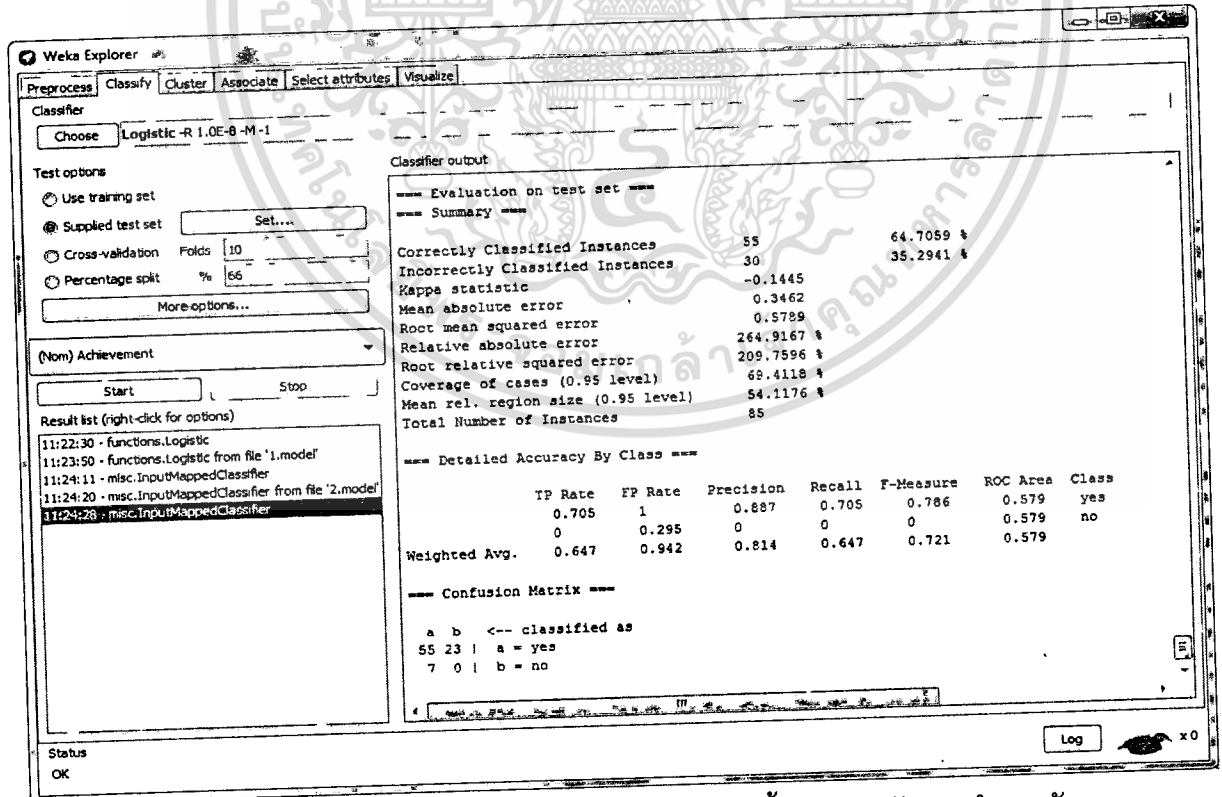 Weka Explorer
Preprocess Classify Cluster Associate Select attributes Visualize
Classifier
Choose Logistic -R 1.0E-8 -M -1
Test options
Use training set
Supplied test set Set....
Cross-validation Folds 10
Percentage split % 66
More options...
(Nom) Achievement
Start Stop
Result list (right-click for options)
11:22:30 - functions.Logistic
11:23:50 - functions.Logistic from file '1.model'
11:24:11 - misc.InputMappedClassifier
11:24:20 - misc.InputMappedClassifier from file '2.model'
11:24:28 - misc.InputMappedClassifier
Classifier output
=== Evaluation on test set ===
=== Summary ===
Correctly Classified Instances 55 64.7059 %
Incorrectly Classified Instances 30 35.2941 %
Kappa statistic -0.1445
Mean absolute error 0.3462
Root mean squared error 0.5789
Relative absolute error 264.9167 %
Root relative squared error 209.7596 %
Coverage of cases (0.95 level) 69.4118 %
Mean rel. region size (0.95 level) 54.1176 %
Total Number of Instances 85
=== Detailed Accuracy By Class ===
TP Rate FP Rate Precision Recall F-Measure ROC Area Class
0.705 1 0.887 0.705 0.786 0.579 yes
0 0.295 0 0 0 0.579 no
Weighted Avg. 0.647 0.942 0.814 0.647 0.721 0.579
=== Confusion Matrix ===
a b <-- classified as
55 23 | a = yes
7 0 | b = no
Status
OK
Log
x 0